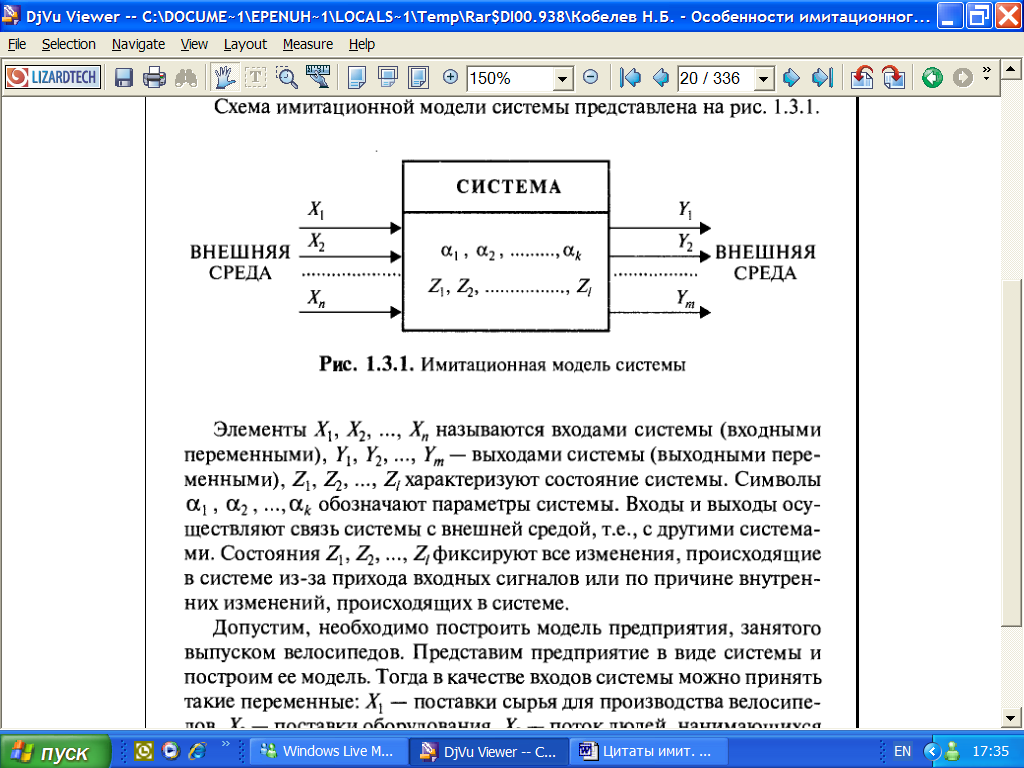 DjVu Viewer -- C:\DOCUME~1\EPENUH~1\LOCALS~1\Temp\Rar$DI00.938\Кобелев Н.Б. - Особенности имитационног...
File Selection Navigate View Layout Measure Help
LIZARDTECH T 150% 20 / 336 »
Схема имитационной модели системы представлена на рис. 1.3.1.
СИСТЕМА
X1 Y1
X2 α1 , α2 , ........., αk Y2
ВНЕШНЯЯ СРЕДА ВНЕШНЯЯ СРЕДА
Z1, Z2, ................, Zl
Xn Ym
Рис. 1.3.1. Имитационная модель системы
Элементы X1, X2, ..., Xn называются входами системы (входными
переменными), Y1, Y2, ..., Ym — выходами системы (выходными пере-
менными), Z1, Z2, ..., Zl характеризуют состояние системы. Символы
α1 , α2 , ..., αk обозначают параметры системы. Входы и выходы осу-
ществляют связь системы с внешней средой, т.е., с другими система-
ми. Состояния Z1, Z2, ..., Zl фиксируют все изменения, происходящие
в системе из-за прихода входных сигналов или по причине внутрен-
них изменений, происходящих в системе.
Допустим, необходимо построить модель предприятия, занятого
выпуском велосипедов. Представим предприятие в виде системы и
построим ее модель. Тогда в качестве входов системы можно принять
такие переменные: X1 — поставки сырья для производства велосипе-
дов, X2 — поставки оборудования, X3 — поток людей, нанимающихся
пуск » Windows Live M... DjVu Viewer -- C... Цитаты имит. ... EN 17:35